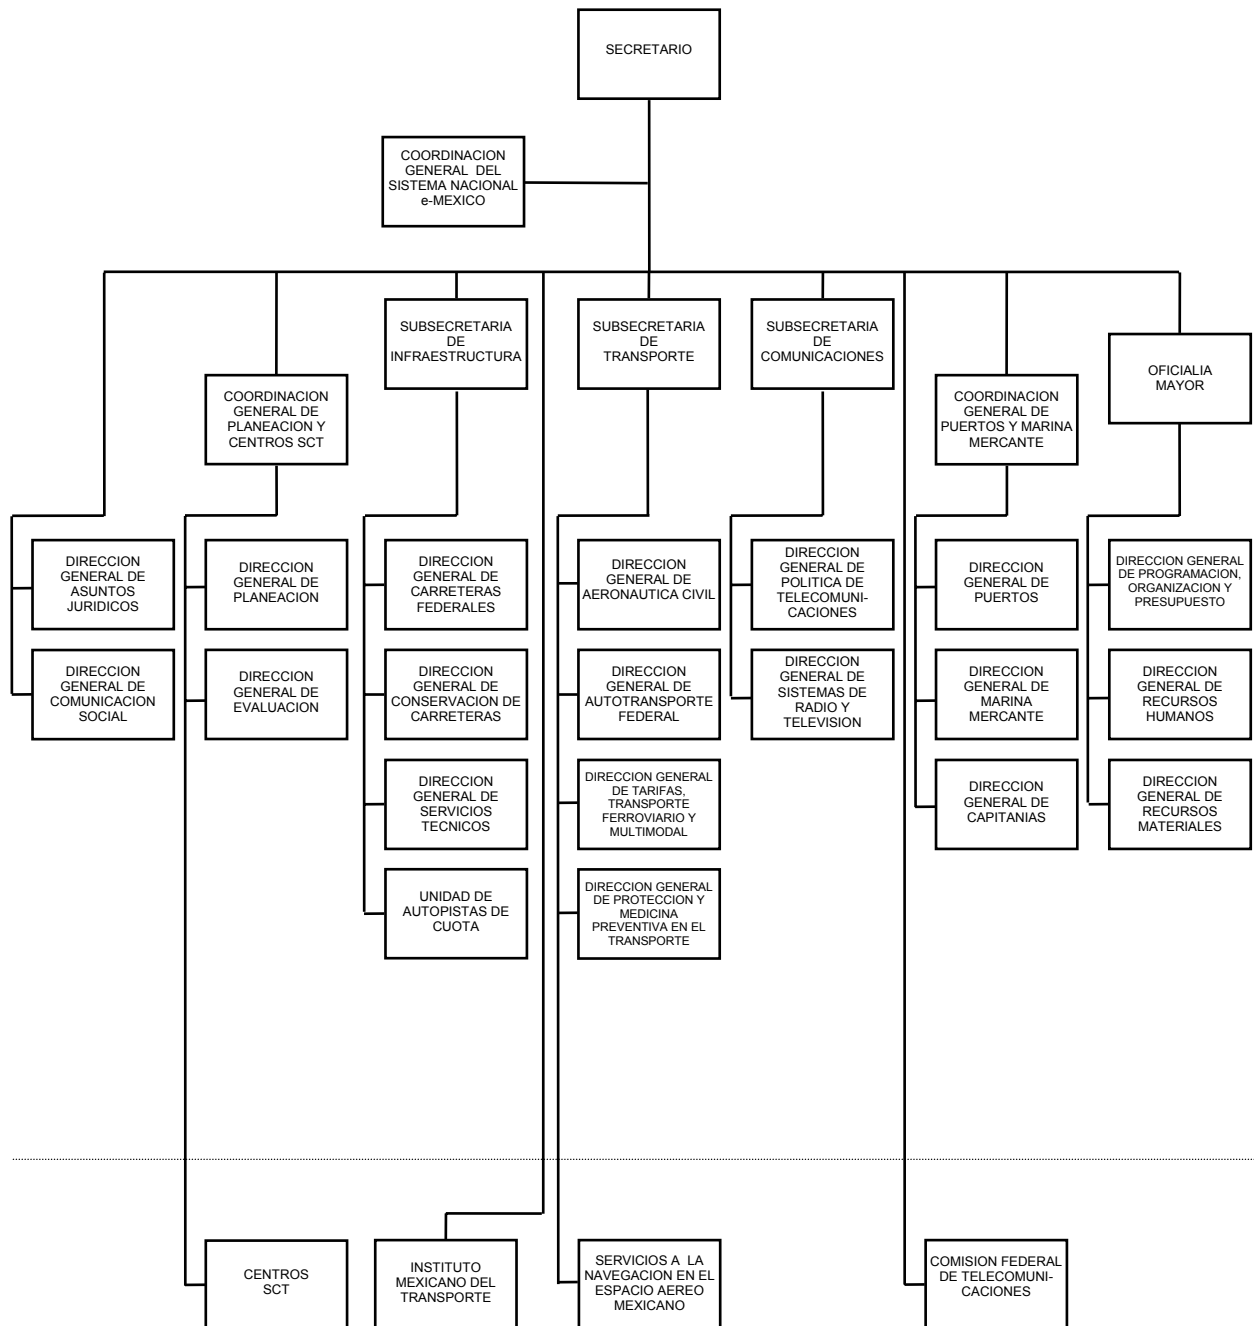 SECRETARIO
COORDINACION
GENERAL DEL
SISTEMA NACIONAL
e-MEXICO
SUBSECRETARIA
DE
INFRAESTRUCTURA
SUBSECRETARIA
DE
TRANSPORTE
SUBSECRETARIA
DE
COMUNICACIONES
OFICIALIA
MAYOR
COORDINACION
GENERAL DE
PLANEACION Y
CENTROS SCT
COORDINACION
GENERAL DE
PUERTOS Y MARINA
MERCANTE
DIRECCION
GENERAL DE
ASUNTOS
JURIDICOS
DIRECCION
GENERAL DE
PLANEACION
DIRECCION
GENERAL DE
CARRETERAS
FEDERALES
DIRECCION
GENERAL DE
AERONAUTICA CIVIL
DIRECCION
GENERAL DE
POLITICA DE
TELECOMUNI-
CACIONES
DIRECCION
GENERAL DE
PUERTOS
DIRECCION GENERAL
DE PROGRAMACION,
ORGANIZACION Y
PRESUPUESTO
DIRECCION
GENERAL DE
COMUNICACION
SOCIAL
DIRECCION
GENERAL DE
EVALUACION
DIRECCION
GENERAL DE
CONSERVACION DE
CARRETERAS
DIRECCION
GENERAL DE
AUTOTRANSPORTE
FEDERAL
DIRECCION
GENERAL DE
SISTEMAS DE
RADIO Y
TELEVISION
DIRECCION
GENERAL DE
MARINA
MERCANTE
DIRECCION
GENERAL DE
RECURSOS
HUMANOS
DIRECCION
GENERAL DE
SERVICIOS
TECNICOS
DIRECCION GENERAL
DE TARIFAS,
TRANSPORTE
FERROVIARIO Y
MULTIMODAL
DIRECCION
GENERAL DE
CAPITANIAS
DIRECCION
GENERAL DE
RECURSOS
MATERIALES
UNIDAD DE
AUTOPISTAS DE
CUOTA
DIRECCION GENERAL
DE PROTECCION Y
MEDICINA
PREVENTIVA EN EL
TRANSPORTE
CENTROS
SCT
INSTITUTO
MEXICANO DEL
TRANSPORTE
SERVICIOS A LA
NAVEGACION EN EL
ESPACIO AEREO
MEXICANO
COMISION FEDERAL
DE TELECOMUNI-
CACIONES